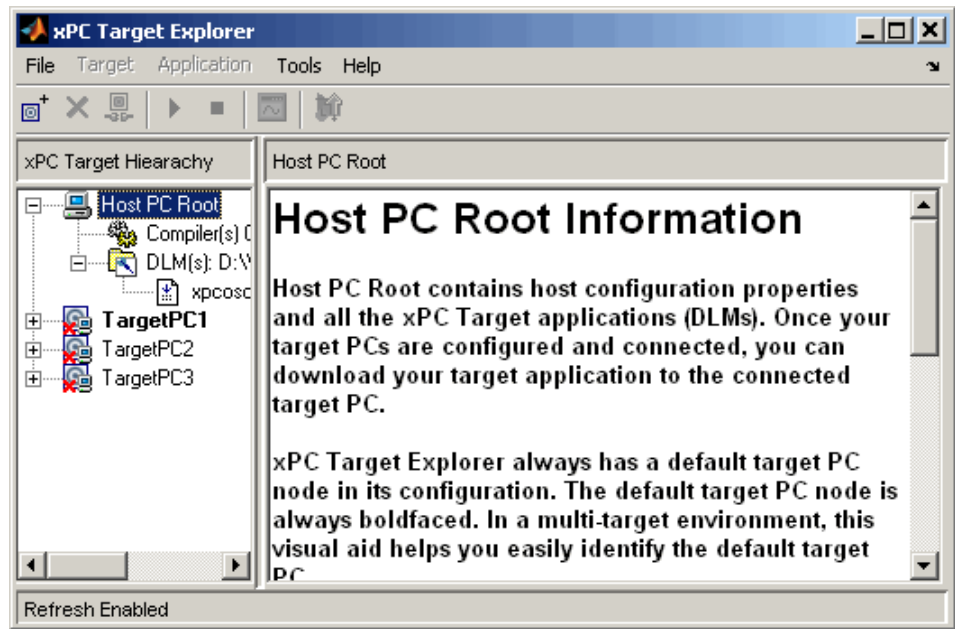 xPC Target Explorer
File Target Application Tools Help
xPC Target Hiearachy
Host PC Root
Host PC Root
Compiler(s)
DLM(s): D:\
xpcosc
TargetPC1
TargetPC2
TargetPC3
Host PC Root Information
Host PC Root contains host configuration properties
and all the xPC Target applications (DLMs). Once your
target PCs are configured and connected, you can
download your target application to the connected
target PC.
xPC Target Explorer always has a default target PC
node in its configuration. The default target PC node is
always boldfaced. In a multi-target environment, this
visual aid helps you easily identify the default target
PC
Refresh Enabled